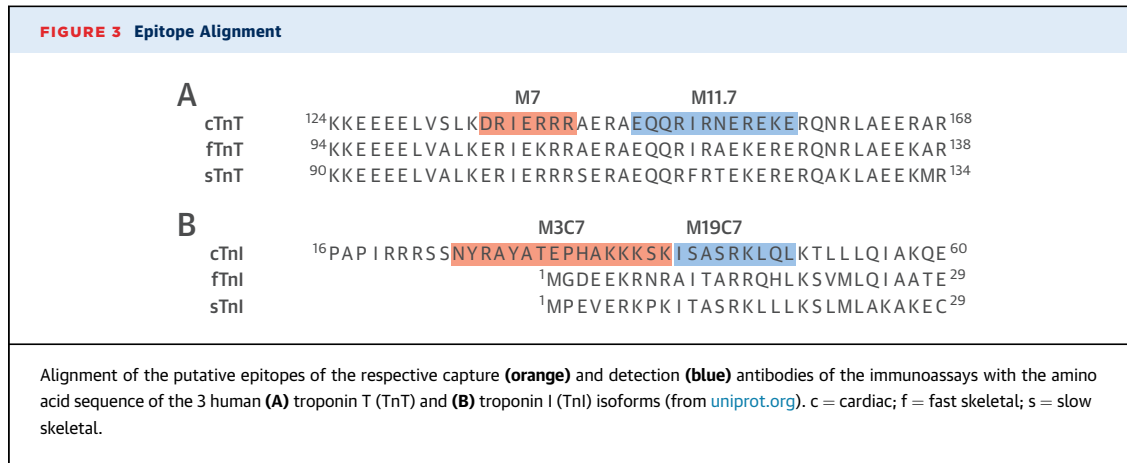 FIGURE 3 Epitope Alignment
A
M7 M11.7
cTnT 124KKEEEELVSLKDRIERRRAERAEQQRIRNEREKERQNRLAEERAR168
fTnT 94KKEEEELVALKERIEKRRAERAEQQRIRAEKERERQNRLAEEKAR138
sTnT 90KKEEEELVALKERIERRRSERAEQQRFRTEKERERQAKLAEEKMR134
B
M3C7 M19C7
cTnI 16PAPIRRRSSNYRAYATEPHAKKKSKISASRKLQLKTLLLQIAKQE60
fTnI 1MGDEEKRNRAITARRQHLKSVMLQIAATE29
sTnI 1MPEVERKPKITASRKLLLKSLMLAKAKEC29
Alignment of the putative epitopes of the respective capture (orange) and detection (blue) antibodies of the immunoassays with the amino
acid sequence of the 3 human (A) troponin T (TnT) and (B) troponin I (TnI) isoforms (from uniprot.org). c = cardiac; f = fast skeletal; s = slow
skeletal.